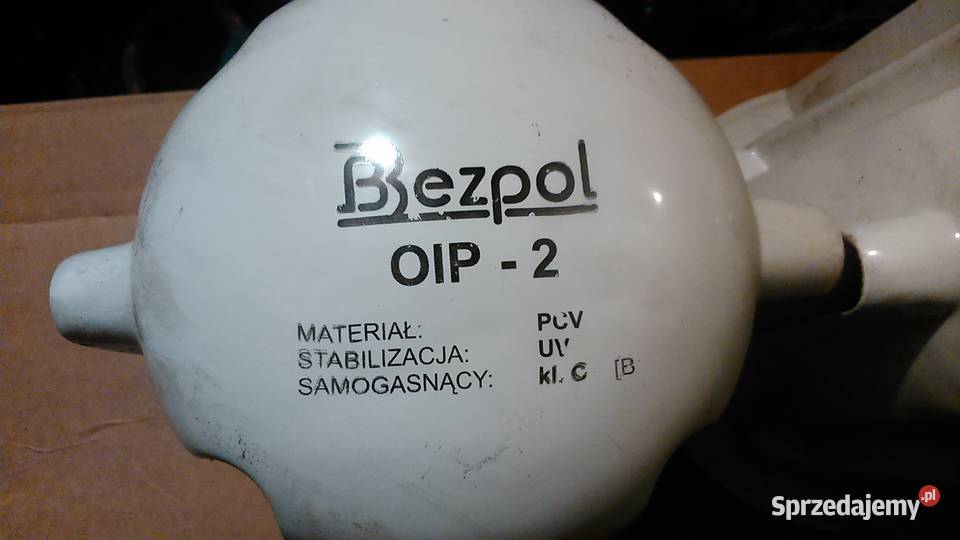 Bezpol
OIP - 2
MATERIAŁ: PCV
STABILIZACJA: UV
SAMOGASNĄCY: kl. C [B
Sprzedajemy.pl